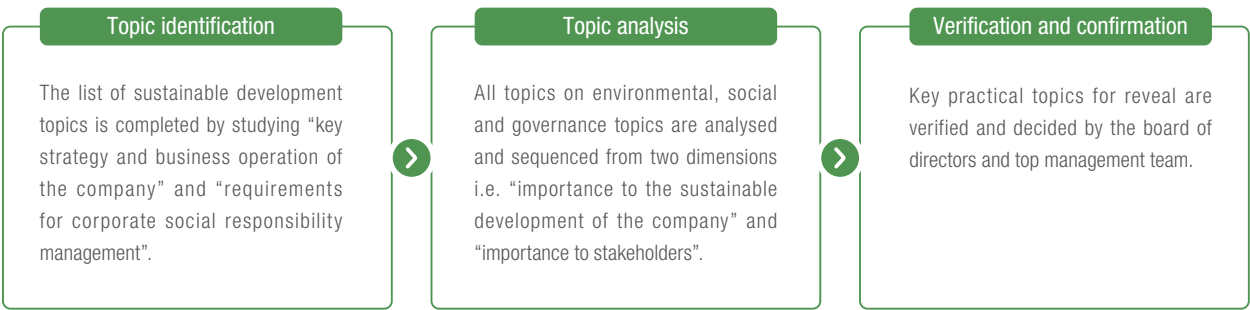 Topic identification
The list of sustainable development
topics is completed by studying “key
strategy and business operation of
the company” and “requirements
for corporate social responsibility
management”.
Topic analysis
All topics on environmental, social
and governance topics are analysed
and sequenced from two dimensions
i.e. “importance to the sustainable
development of the company” and
“importance to stakeholders”.
Verification and confirmation
Key practical topics for reveal are
verified and decided by the board of
directors and top management team.